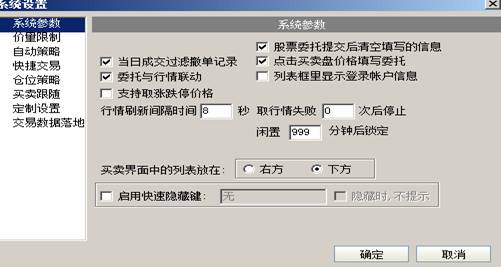 系统设置
系统参数
价量限制
自动策略
快捷交易
仓位策略
买卖跟随
定制设置
交易数据落地
系统参数
股票委托提交后清空填写的信息
当日成交过滤撤单记录
点击买卖盘价格填写委托
委托与行情联动
列表框里显示登录帐户信息
支持取涨跌停价格
行情刷新间隔时间 8 秒 取行情失败 0 次后停止
闲置 999 分钟后锁定
买卖界面中的列表放在: 右方 下方
启用快速隐藏键: 无 隐藏时,不提示
确定 取消